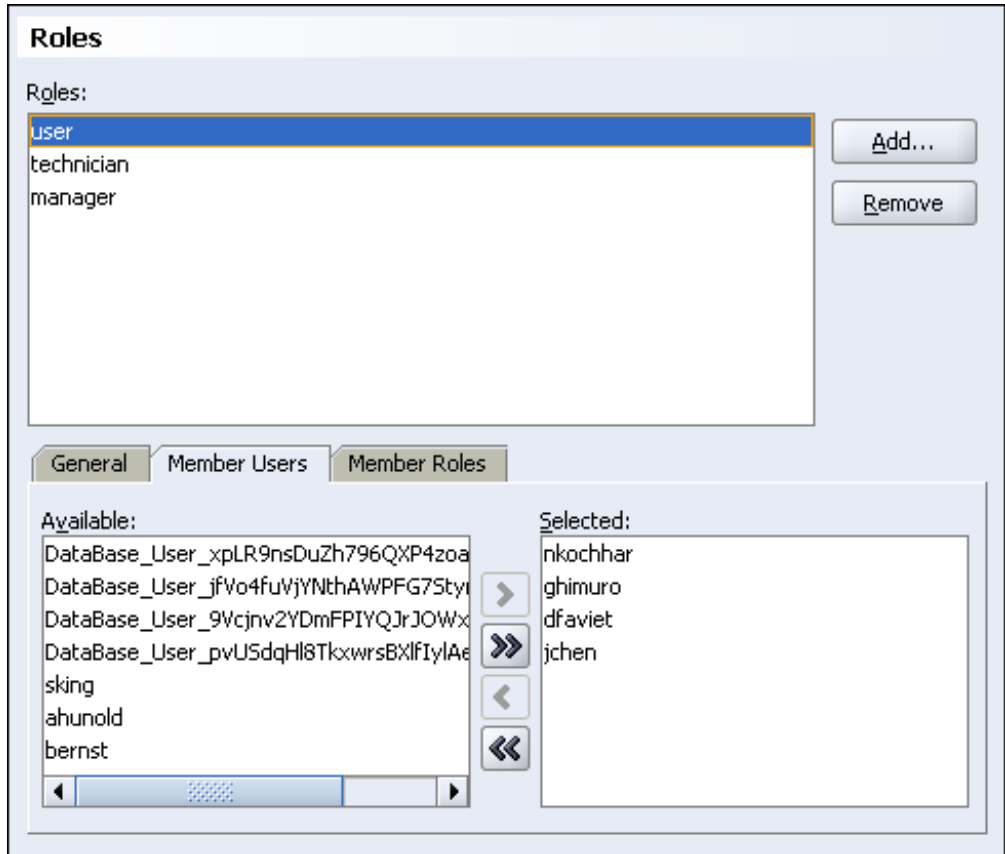 Roles
Roles:
user
technician
manager
Add...
Remove
General
Member Users
Member Roles
Available:
DataBase_User_xpLR9nsDuZh796QXP4zoa
DataBase_User_jfVo4fuVjYNthAWPFG7Sty
DataBase_User_9Vcjnv2YDmFPIYQJrJOWx
DataBase_User_pvUSdqHl8TkxwrsBXlfIylAe
sking
ahunold
bernst
Selected:
nkochhar
ghimuro
dfaviet
jchen